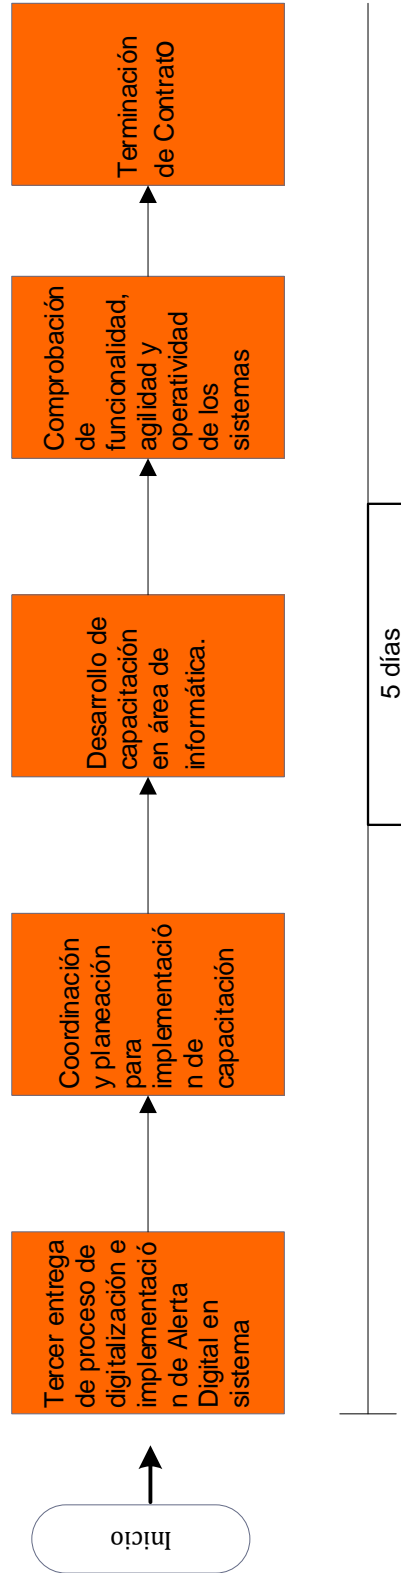 Inicio
Tercer entrega
de proceso de
digitalización e
implementació
n de Alerta
Digital en
sistema
Coordinación
y planeación
para
implementació
n de
capacitación
Desarrollo de
capacitación
en área de
informática.
Comprobación
de
funcionalidad,
agilidad y
operatividad
de los
sistemas
Terminación
de Contrato
5 días